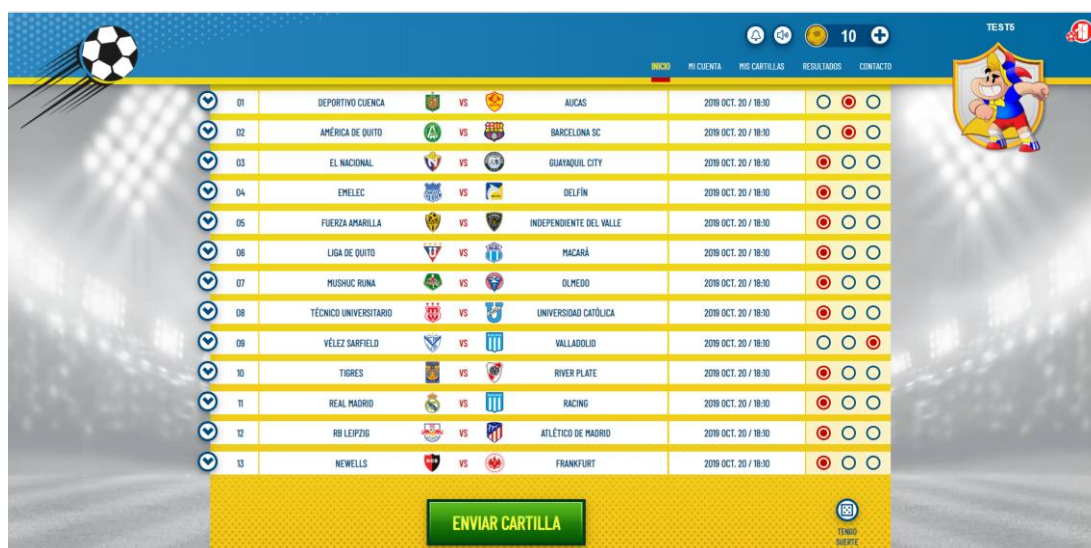 TEST5
10
INICIO MI CUENTA MIS CARTILLAS RESULTADOS CONTACTO
01 DEPORTIVO CUENCA VS AUCAS 2019 OCT. 20 / 18:10
02 AMÉRICA DE QUITO VS BARCELONA SC 2019 OCT. 20 / 18:10
03 EL NACIONAL VS GUAYAQUIL CITY 2019 OCT. 20 / 18:10
04 EMELEC VS DELFÍN 2019 OCT. 20 / 18:10
05 FUERZA AMARILLA VS INDEPENDIENTE DEL VALLE 2019 OCT. 20 / 18:10
06 LIGA DE QUITO VS MACARÁ 2019 OCT. 20 / 18:10
07 MUSHUC RUNA VS OLMEDO 2019 OCT. 20 / 18:10
08 TÉCNICO UNIVERSITARIO VS UNIVERSIDAD CATÓLICA 2019 OCT. 20 / 18:10
09 VÉLEZ SARFIELD VS VALLADOLID 2019 OCT. 20 / 18:10
10 TIGRES VS RIVER PLATE 2019 OCT. 20 / 18:10
11 REAL MADRID VS RACING 2019 OCT. 20 / 18:10
12 RB LEIPZIG VS ATLÉTICO DE MADRID 2019 OCT. 20 / 18:10
13 NEWELLS VS FRANKFURT 2019 OCT. 20 / 18:10
ENVIAR CARTILLA
TENGO
SUERTE